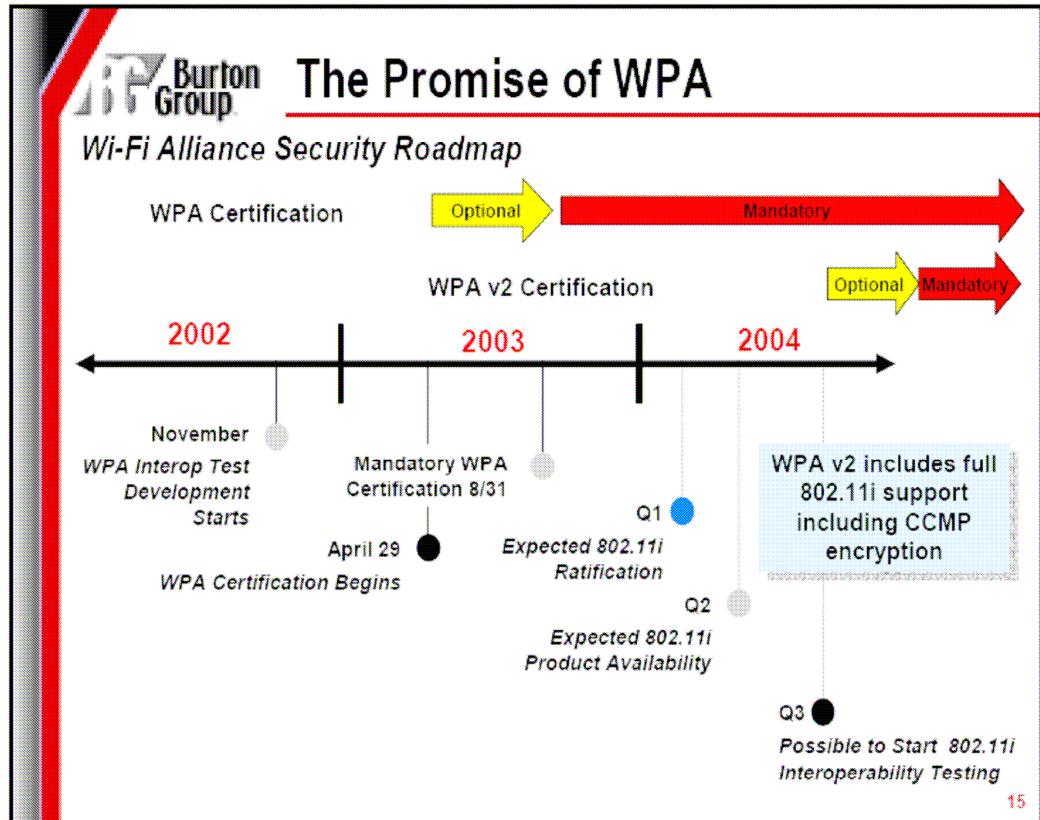 Burton
Group
The Promise of WPA
Wi-Fi Alliance Security Roadmap
WPA Certification
Optional
Mandatory
WPA v2 Certification
Optional
Mandatory
2002
2003
2004
November
WPA Interop Test
Development
Starts
Mandatory WPA
Certification 8/31
April 29
WPA Certification Begins
Q1
Expected 802.11i
Ratification
Q2
Expected 802.11i
Product Availability
WPA v2 includes full
802.11i support
including CCMP
encryption
Q3
Possible to Start 802.11i
Interoperability Testing
15